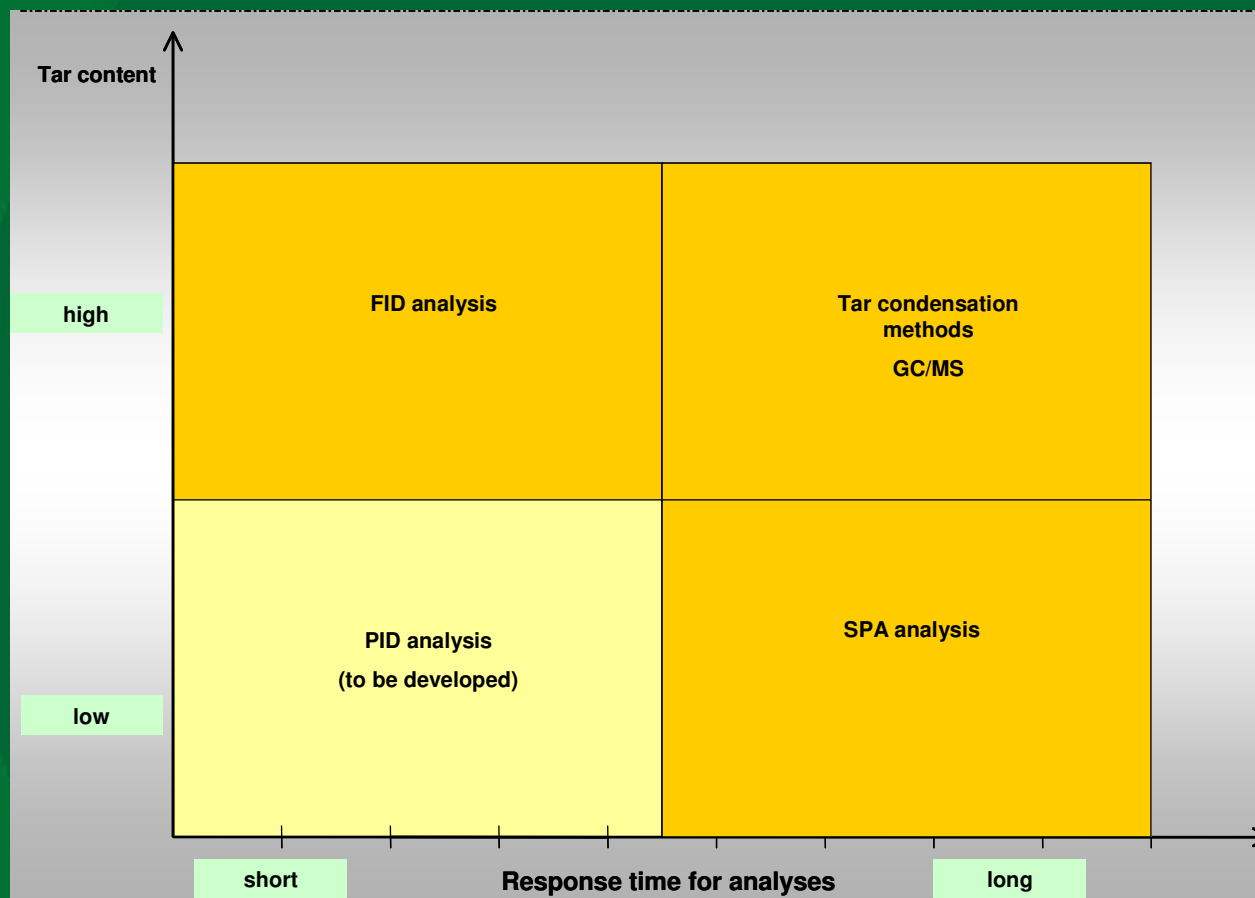 Tar content
high
FID analysis
Tar condensation
methods
GC/MS
PID analysis
(to be developed)
SPA analysis
low
short
Response time for analyses
long